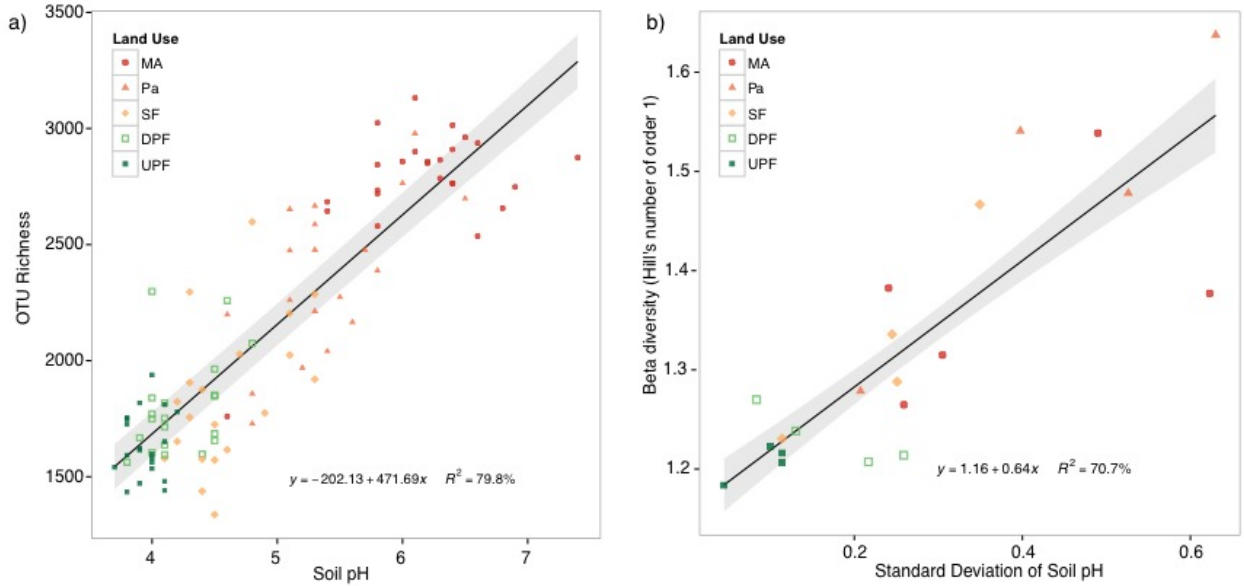 a)
3500
3000
2500
2000
1500
OTU Richness
Land Use
MA
Pa
SF
DPF
UPF
y = −202.13 + 471.69x R² = 79.8%
4 5 6 7
Soil pH
b)
1.6
1.5
1.4
1.3
1.2
Beta diversity (Hill's number of order 1)
Land Use
MA
Pa
SF
DPF
UPF
y = 1.16 + 0.64x R² = 70.7%
0.2 0.4 0.6
Standard Deviation of Soil pH